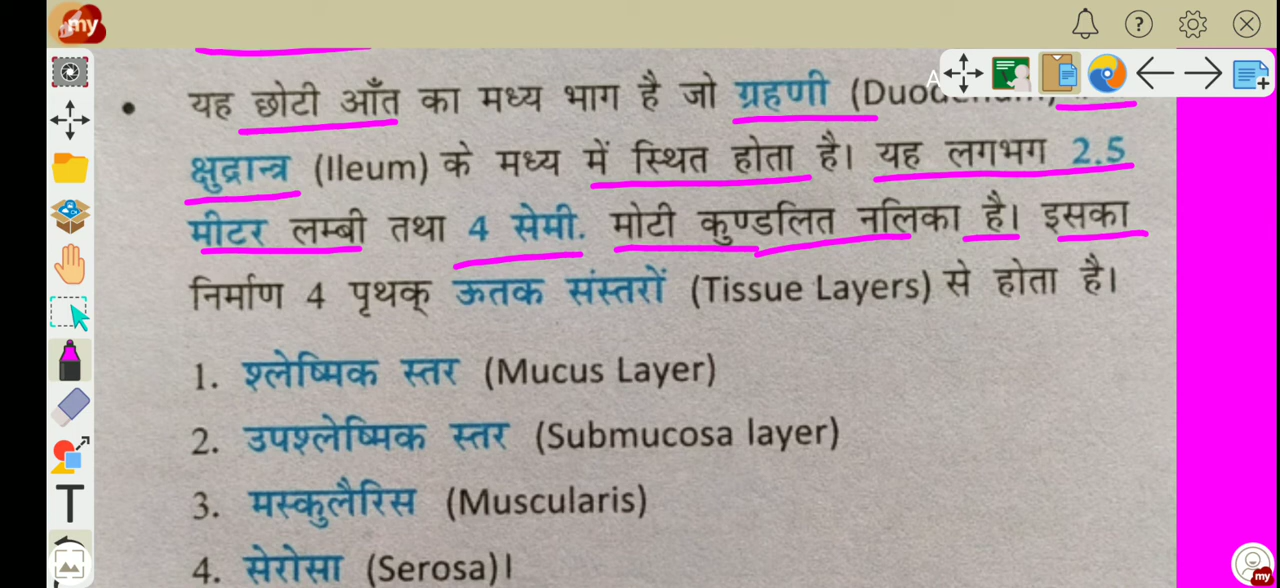 my
यह छोटी आँत का मध्य भाग है जो ग्रहणी
क्षुद्रान्त्र (Ileum) के मध्य में स्थित होता है। यह लगभग 2.5
मीटर लम्बी तथा 4 सेमी. मोटी कुण्डलित नलिका है। इसका
निर्माण 4 पृथक् ऊतक संस्तरों (Tissue Layers) से होता है।
1. श्लेष्मिक स्तर (Mucus Layer)
2. उपश्लेष्मिक स्तर (Submucosa layer)
3. मस्कुलैरिस (Muscularis)
4. सेरोसा (Serosa)।
T
my